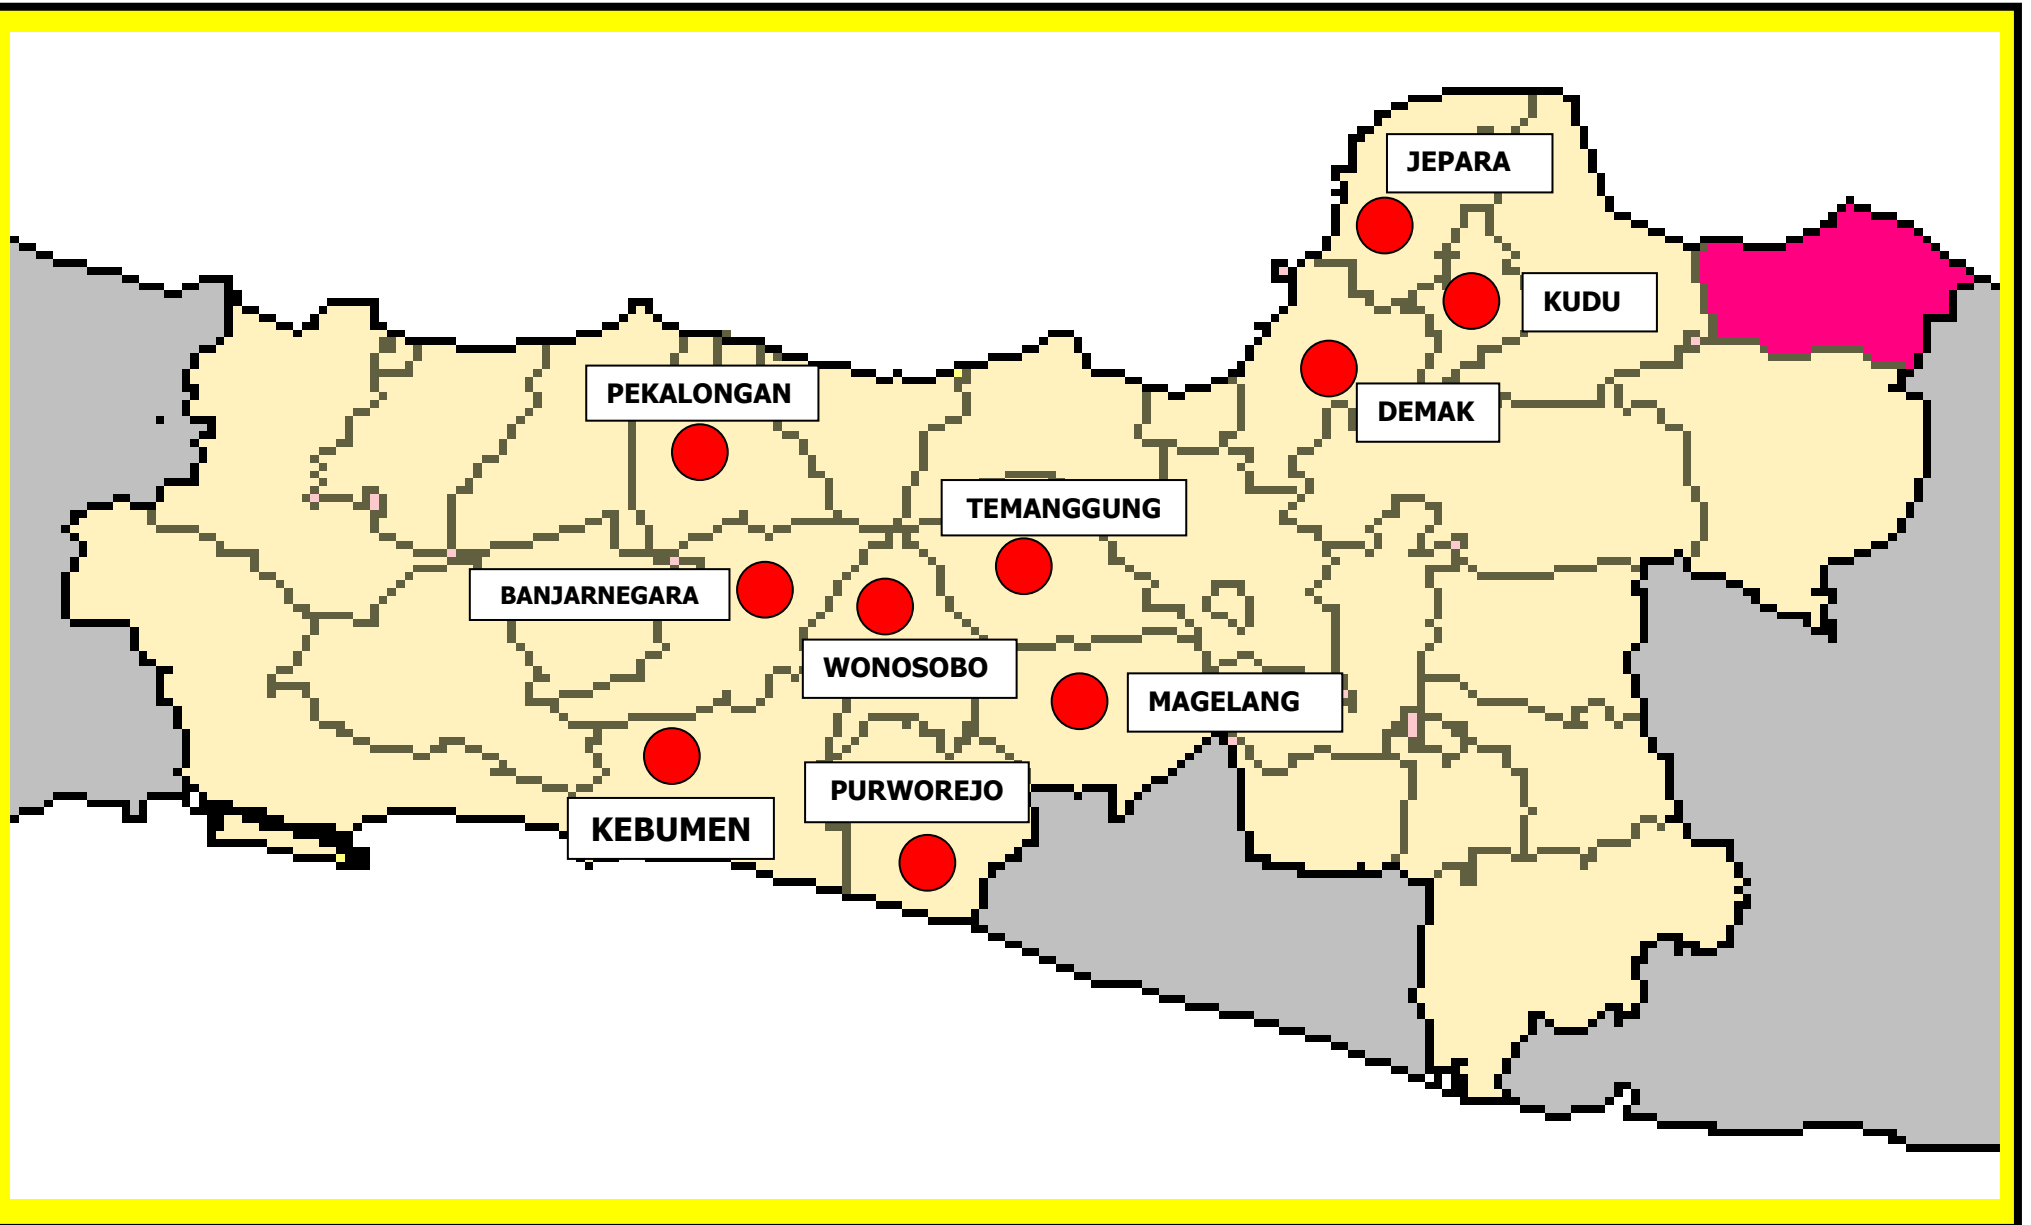 JEPARA
KUDU
PEKALONGAN
DEMAK
TEMANGGUNG
BANJARNEGARA
WONOSOBO
MAGELANG
PURWOREJO
KEBUMEN